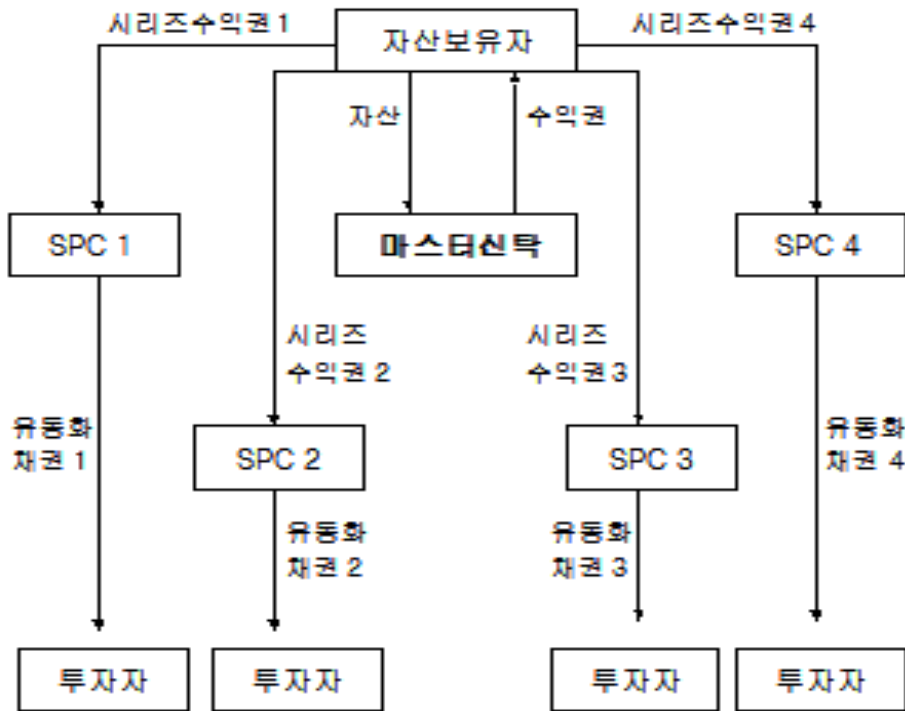 시리즈수익권 1
자산보유자
시리즈수익권 4
자산
수익권
SPC 1
마스터신탁
SPC 4
시리즈
수익권 2
시리즈
수익권 3
유동화
채권 1
SPC 2
SPC 3
유동화
채권 4
유동화
채권 2
유동화
채권 3
투자자
투자자
투자자
투자자